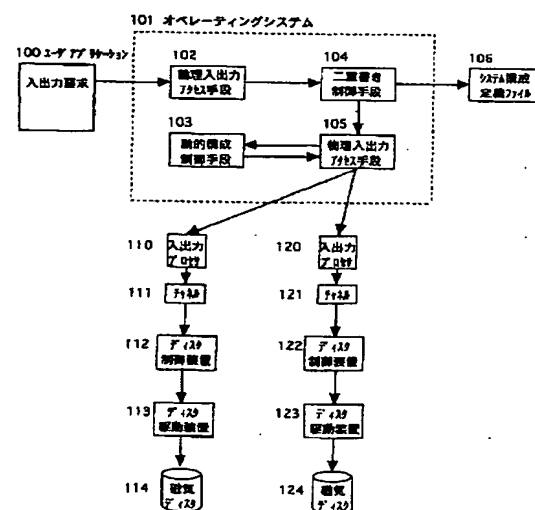 101 オペレーティングシステム
100 ユーザ アプリケーション
入出力要求
102
論理入出力
アクセス手段
104
二重書き
制御手段
106
システム構成
定義ファイル
103
動的構成
制御手段
105
物理入出力
アクセス手段
110
入出力
プロセサ
120
入出力
プロセサ
111
チャネル
121
チャネル
112
ディスク
制御装置
122
ディスク
制御装置
113
ディスク
駆動装置
123
ディスク
駆動装置
114
磁気
ディスク
124
磁気
ディスク